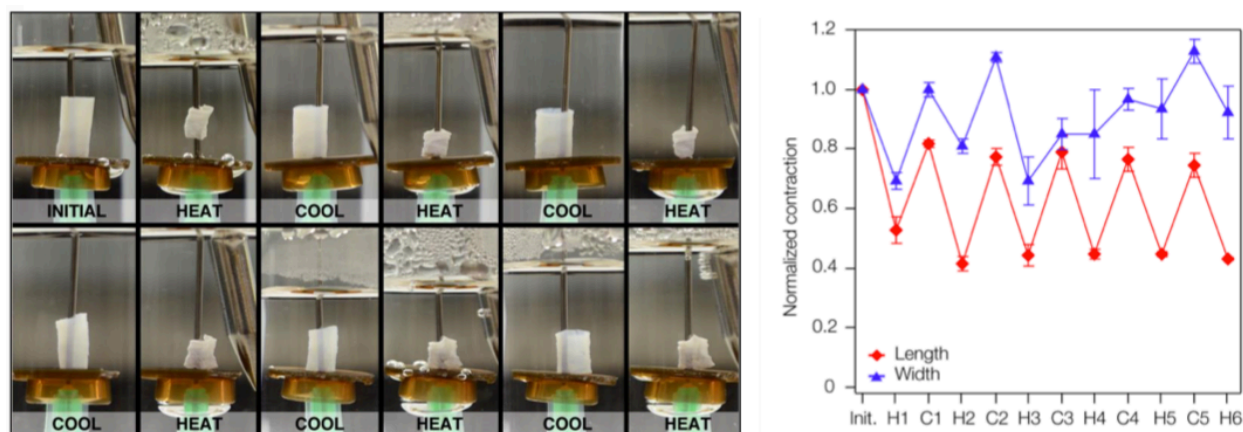 INITIAL
HEAT
COOL
HEAT
COOL
HEAT
COOL
HEAT
COOL
HEAT
COOL
HEAT
Normalized contraction
1.2
1.0
0.8
0.6
0.4
0.2
0
Length
Width
Init. H1 C1 H2 C2 H3 C3 H4 C4 H5 C5 H6